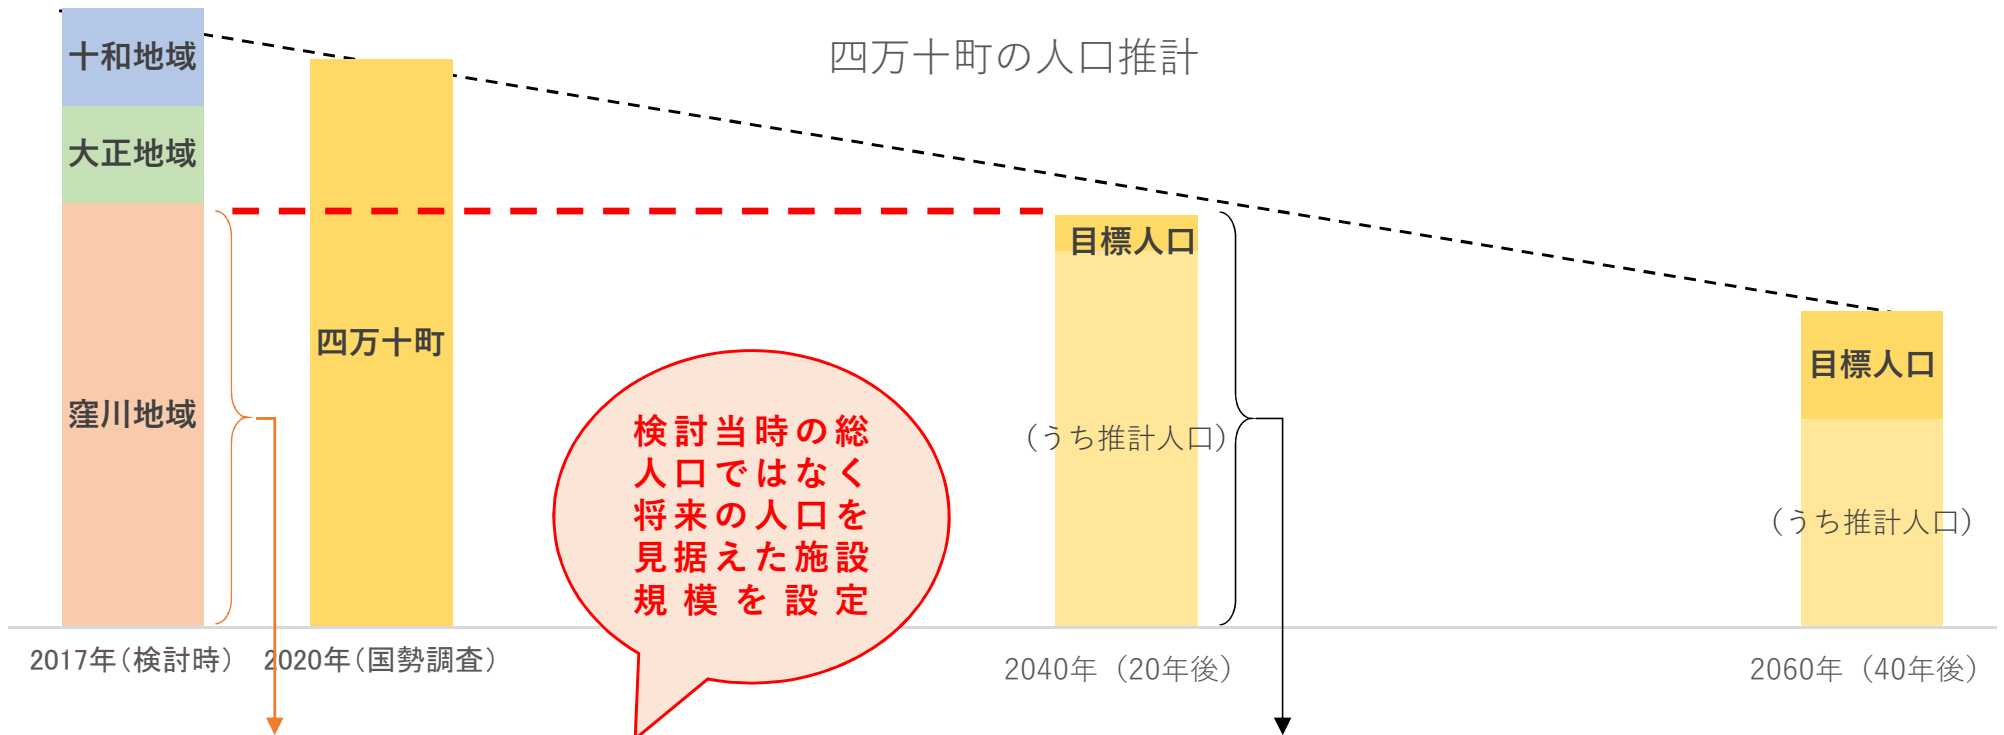 四万十町の人口推計
十和地域
大正地域
窪川地域
四万十町
目標人口
（うち推計人口）
目標人口
（うち推計人口）
検討当時の総
人口ではなく
将来の人口を
見据えた施設
規模を設定
2017年（検討時）
2020年（国勢調査）
2040年（20年後）
2060年（40年後）